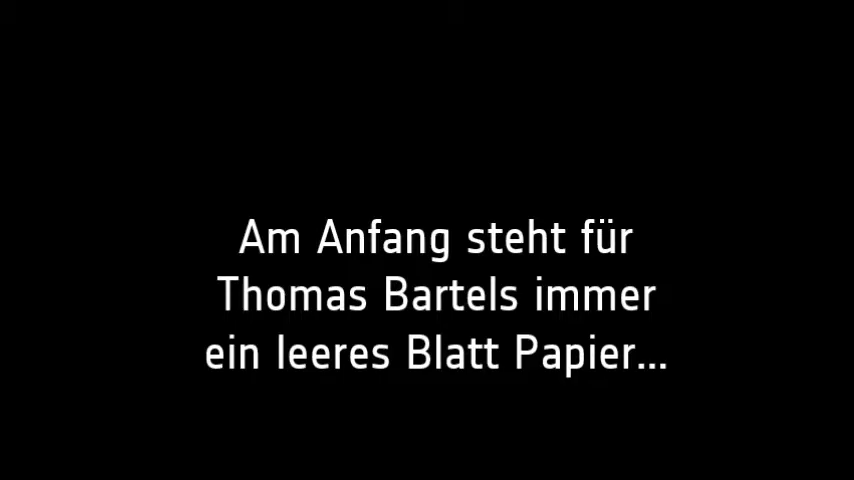 Am Anfang steht für
Thomas Bartels immer
ein leeres Blatt Papier...